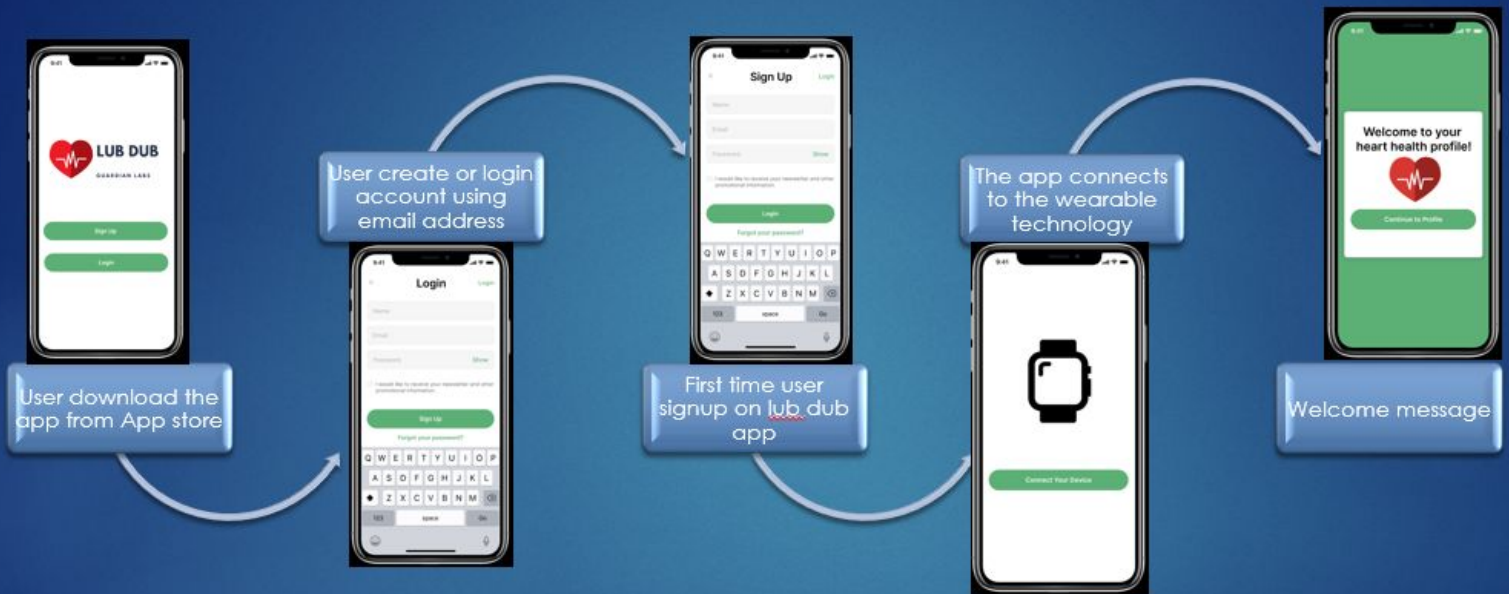 9:41
LUB DUB
GUARDIAN LABS
Sign Up
Login
User download the
app from App store
User create or login
account using
email address
9:41
Login
Login
Name
Email
Password
Show
I would like to receive your newsletter and other
promotional information.
Sign Up
Forgot your password?
Q W E R T Y U I O P
A S D F G H J K L
Z X C V B N M
123
space
Go
9:41
Sign Up
Login
Name
Email
Password
Show
I would like to receive your newsletter and other
promotional information.
Login
Forgot your password?
Q W E R T Y U I O P
A S D F G H J K L
Z X C V B N M
123
space
Go
First time user
signup on lub dub
app
The app connects
to the wearable
technology
9:41
Connect Your Device
9:41
Welcome to your
heart health profile!
Continue to Profile
Welcome message